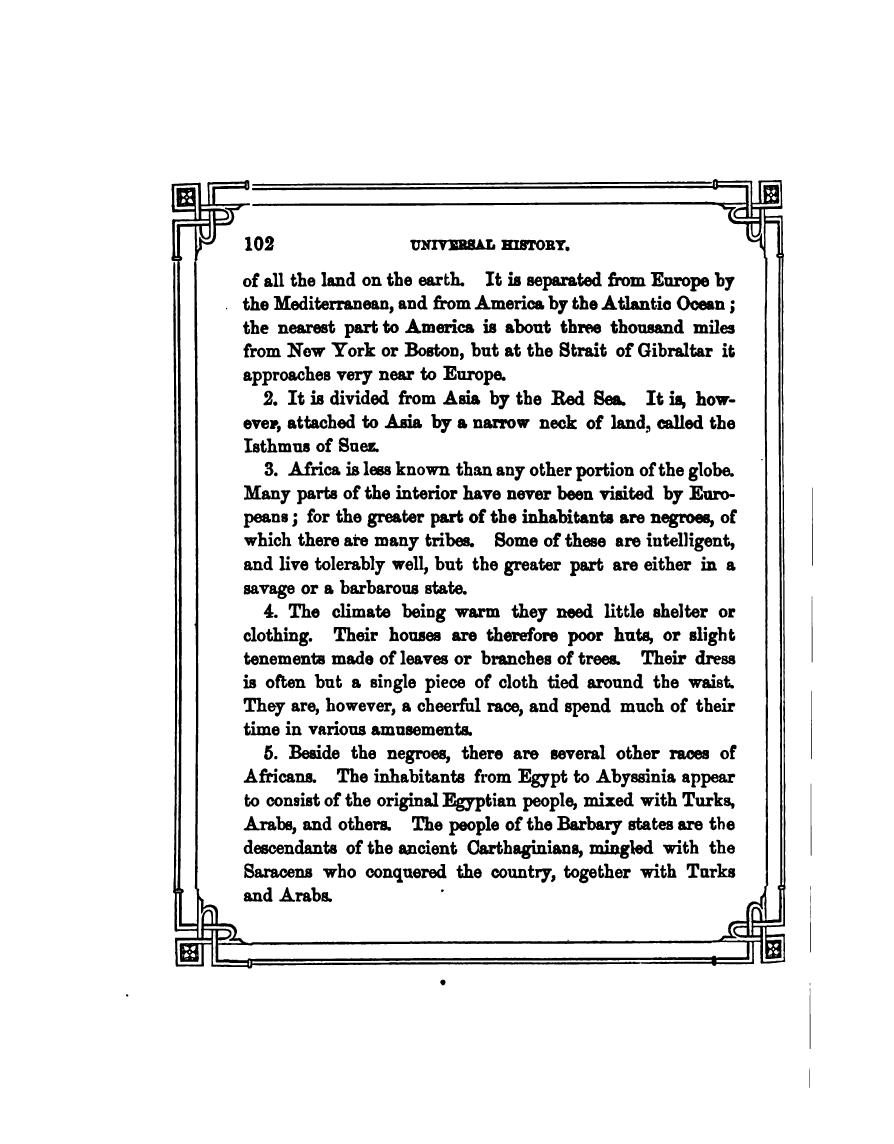 102 UNIVERSAL HISTORY.
of all the land on the earth. It is separated from Europe by
the Mediterranean, and from America by the Atlantic Ocean;
the nearest part to America is about three thousand miles
from New York or Boston, but at the Strait of Gibraltar it
approaches very near to Europe.
2. It is divided from Asia by the Red Sea. It is, how-
ever, attached to Asia by a narrow neck of land, called the
Isthmus of Suez.
3. Africa is less known than any other portion of the globe.
Many parts of the interior have never been visited by Euro-
peans; for the greater part of the inhabitants are negroes, of
which there are many tribes. Some of these are intelligent,
and live tolerably well, but the greater part are either in a
savage or a barbarous state.
4. The climate being warm they need little shelter or
clothing. Their houses are therefore poor huts, or slight
tenements made of leaves or branches of trees. Their dress
is often but a single piece of cloth tied around the waist.
They are, however, a cheerful race, and spend much of their
time in various amusements.
5. Beside the negroes, there are several other races of
Africans. The inhabitants from Egypt to Abyssinia appear
to consist of the original Egyptian people, mixed with Turks,
Arabs, and others. The people of the Barbary states are the
descendants of the ancient Carthaginians, mingled with the
Saracens who conquered the country, together with Turks
and Arabs.